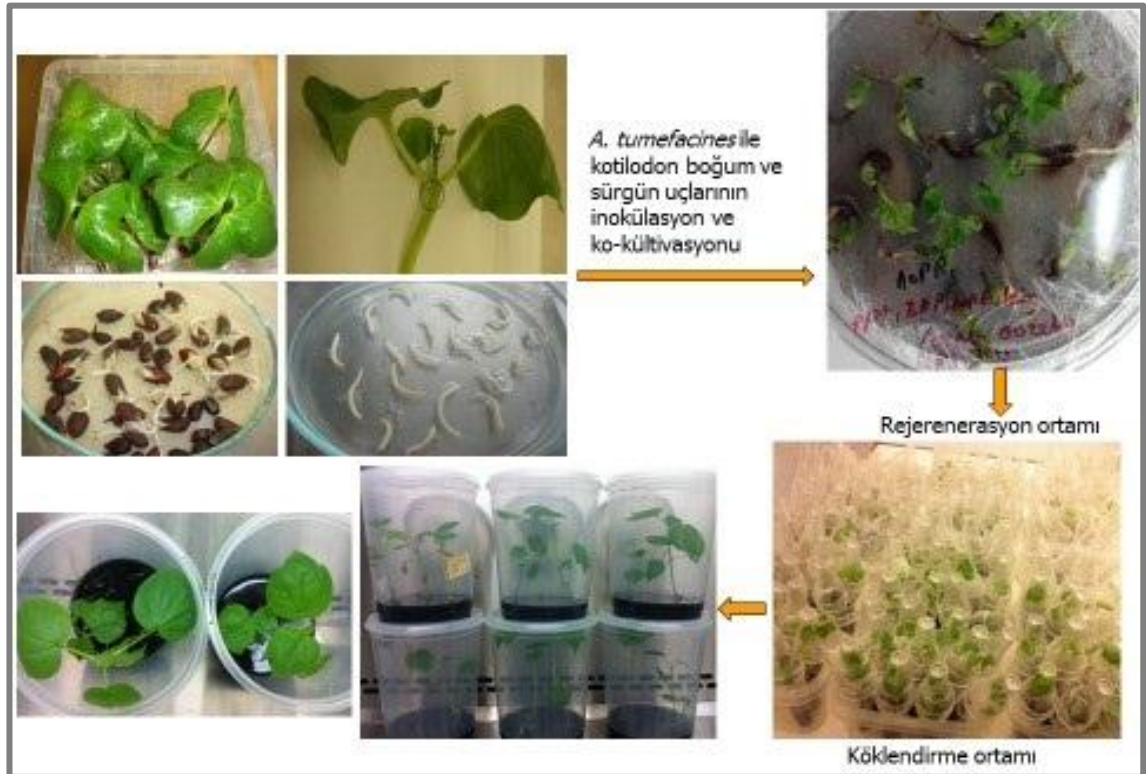 A. tumefacines ile
kotilodon boğum ve
sürgün uçlarının
inokülasyon ve
ko-kültivasyonu
Rejerenerasyon ortamı
Köklendirme ortamı